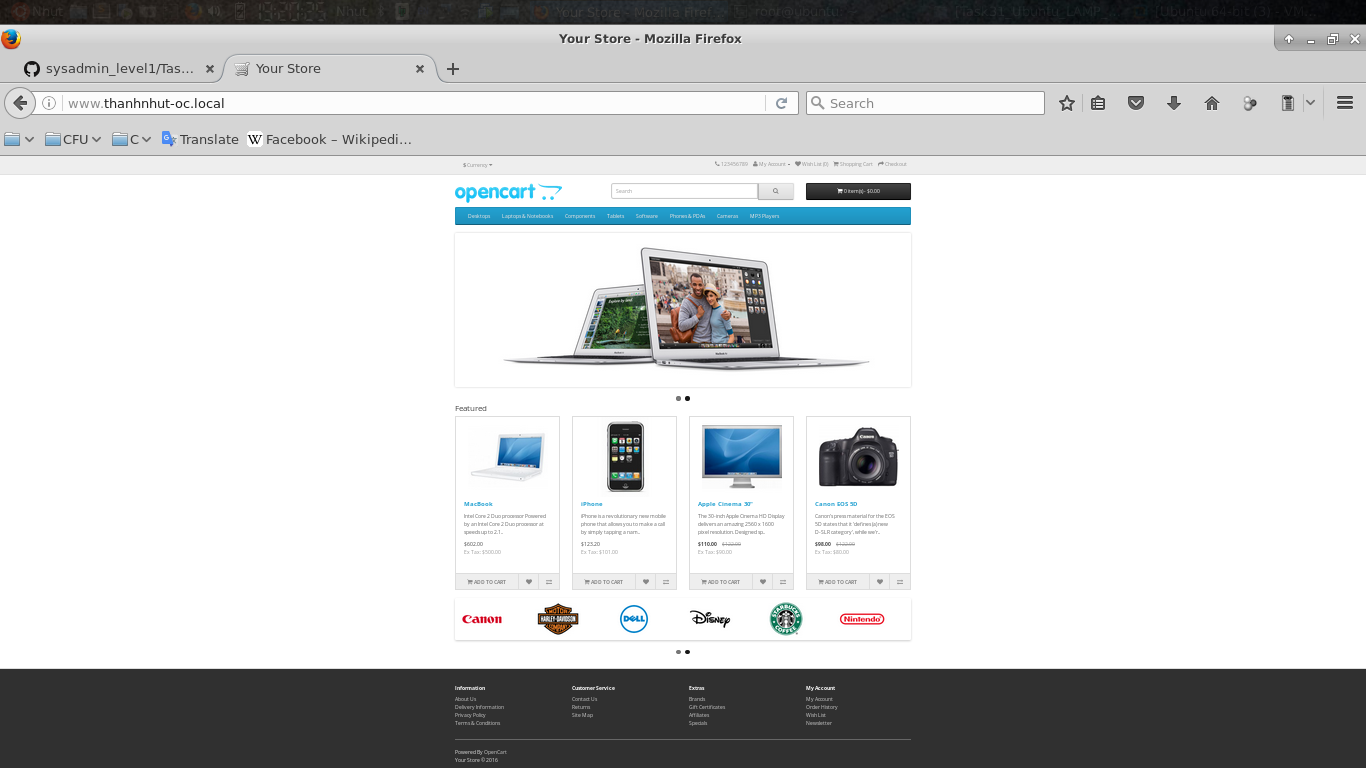 Your Store - Mozilla Firefox
sysadmin_level1/Tas...
Your Store
www.thanhnhut-oc.local
Search
CFU
C
Translate
Facebook – Wikipedi...
$ Currency
123456789 My Account Wish List (0) Shopping Cart Checkout
opencart
Search
0 item(s) - $0.00
Desktops Laptops & Notebooks Components Tablets Software Phones & PDAs Cameras MP3 Players
Featured
MacBook
Intel Core 2 Duo processor Powered
by an Intel Core 2 Duo processor at
speeds up to 2.1..
$602.00
Ex Tax: $500.00
ADD TO CART
iPhone
iPhone is a revolutionary new mobile
phone that allows you to make a call
by simply tapping a nam..
$123.20
Ex Tax: $101.00
ADD TO CART
Apple Cinema 30"
The 30-inch Apple Cinema HD Display
delivers an amazing 2560 x 1600
pixel resolution. Designed sp..
$110.00 $122.00
Ex Tax: $90.00
ADD TO CART
Canon EOS 5D
Canon's press material for the EOS
5D states that it 'defines (a) new
D-SLR category', while we'r..
$98.00 $122.00
Ex Tax: $80.00
ADD TO CART
Canon
MOTOR
HARLEY-DAVIDSON
COMPANY
DELL
Disney
STARBUCKS
COFFEE
Nintendo
Information
About Us
Delivery Information
Privacy Policy
Terms & Conditions
Customer Service
Contact Us
Returns
Site Map
Extras
Brands
Gift Certificates
Affiliates
Specials
My Account
My Account
Order History
Wish List
Newsletter
Powered By OpenCart
Your Store © 2016